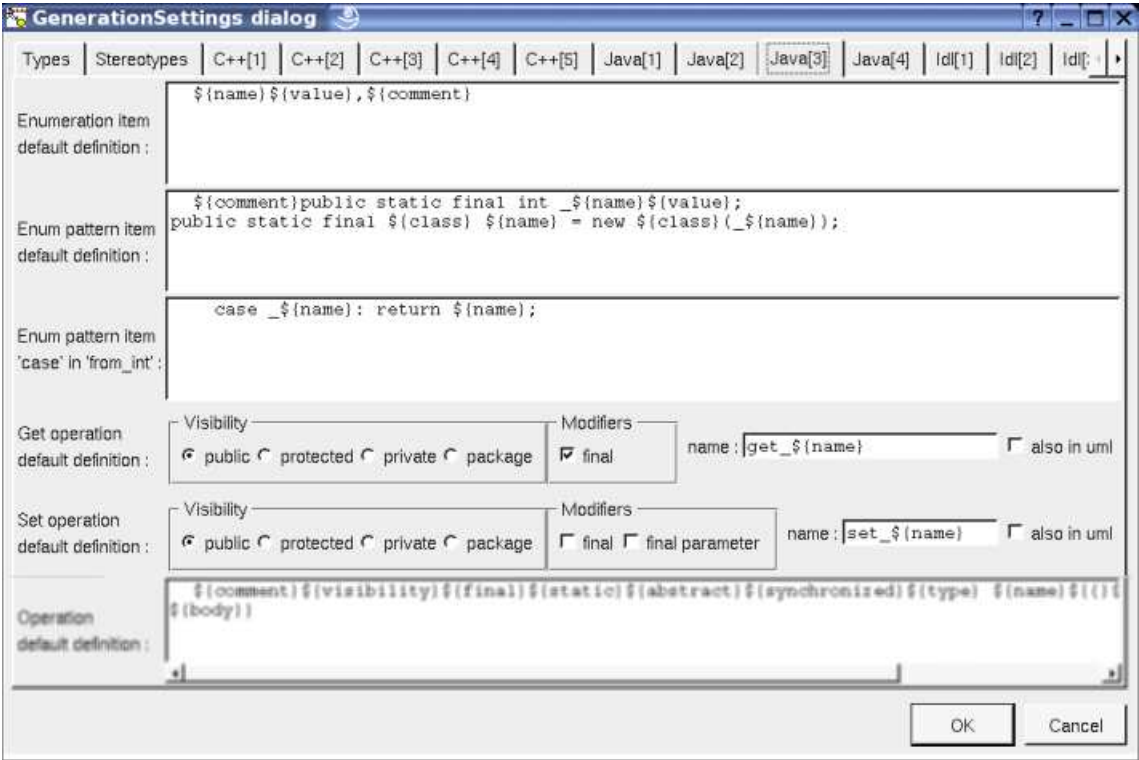 GenerationSettings dialog
Types Stereotypes C++[1] C++[2] C++[3] C++[4] C++[5] Java[1] Java[2] Java[3] Java[4] Idl[1] Idl[2]
Enumeration item
default definition :
${name}${value},${comment}
Enum pattern item
default definition :
${comment}public static final int _${name}${value};
public static final ${class} ${name} = new ${class}(_${name});
Enum pattern item
'case' in 'from_int' :
case _${name}: return ${name};
Get operation
default definition :
Visibility
public protected private package
Modifiers
final
name : get_${name}
also in uml
Set operation
default definition :
Visibility
public protected private package
Modifiers
final final parameter
name : set_${name}
also in uml
Operation
default definition :
${comment}${visibility}${final}${static}${abstract}${synchronized}${type} ${name}${(}$
${body}}
OK Cancel